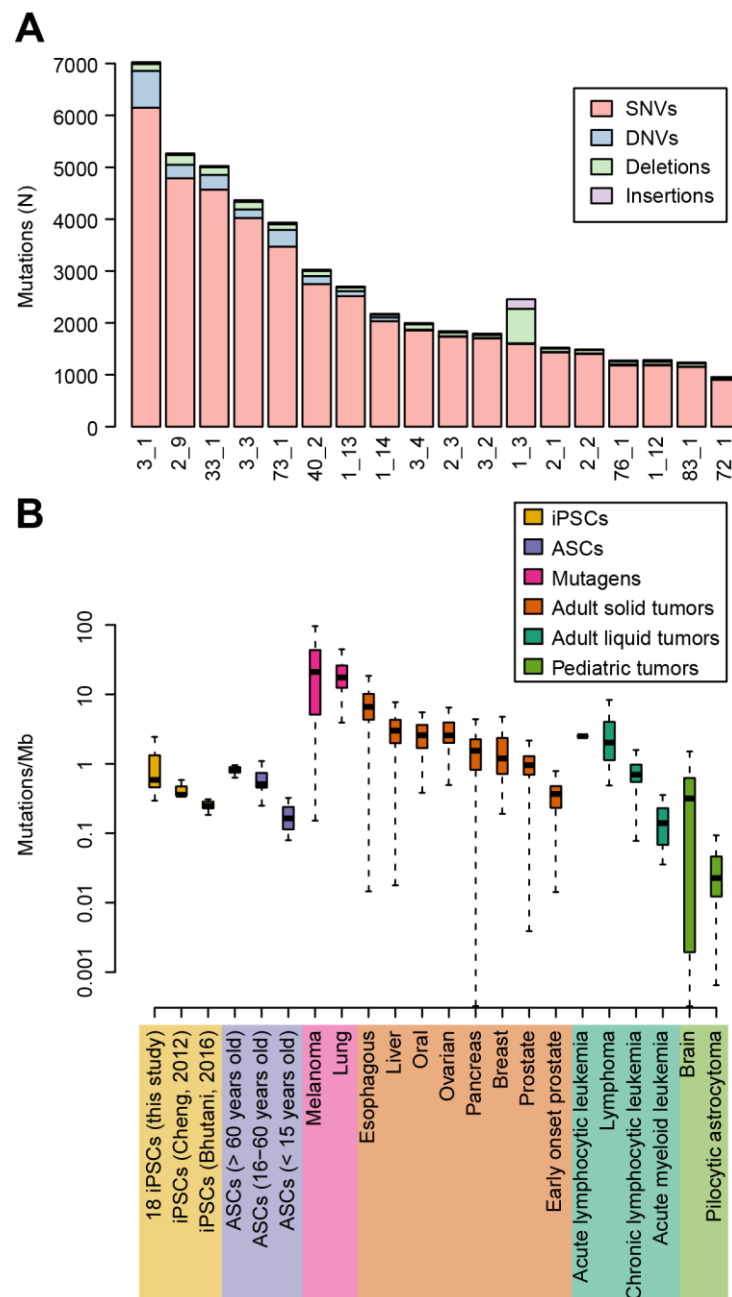 A
7000
6000
5000
4000
3000
2000
1000
0
Mutations (N)
SNVs
DNVs
Deletions
Insertions
3_1
2_9
33_1
3_3
73_1
40_2
1_13
1_14
3_4
2_3
3_2
1_3
2_1
2_2
76_1
1_12
83_1
72_1
B
iPSCs
ASCs
Mutagens
Adult solid tumors
Adult liquid tumors
Pediatric tumors
100
10
1
0.1
0.01
0.001
Mutations/Mb
18 iPSCs (this study)
iPSCs (Cheng, 2012)
iPSCs (Bhutani, 2016)
ASCs (> 60 years old)
ASCs (16−60 years old)
ASCs (< 15 years old)
Melanoma
Lung
Esophagous
Liver
Oral
Ovarian
Pancreas
Breast
Prostate
Early onset prostate
Acute lymphocytic leukemia
Lymphoma
Chronic lymphocytic leukemia
Acute myeloid leukemia
Brain
Pilocytic astrocytoma